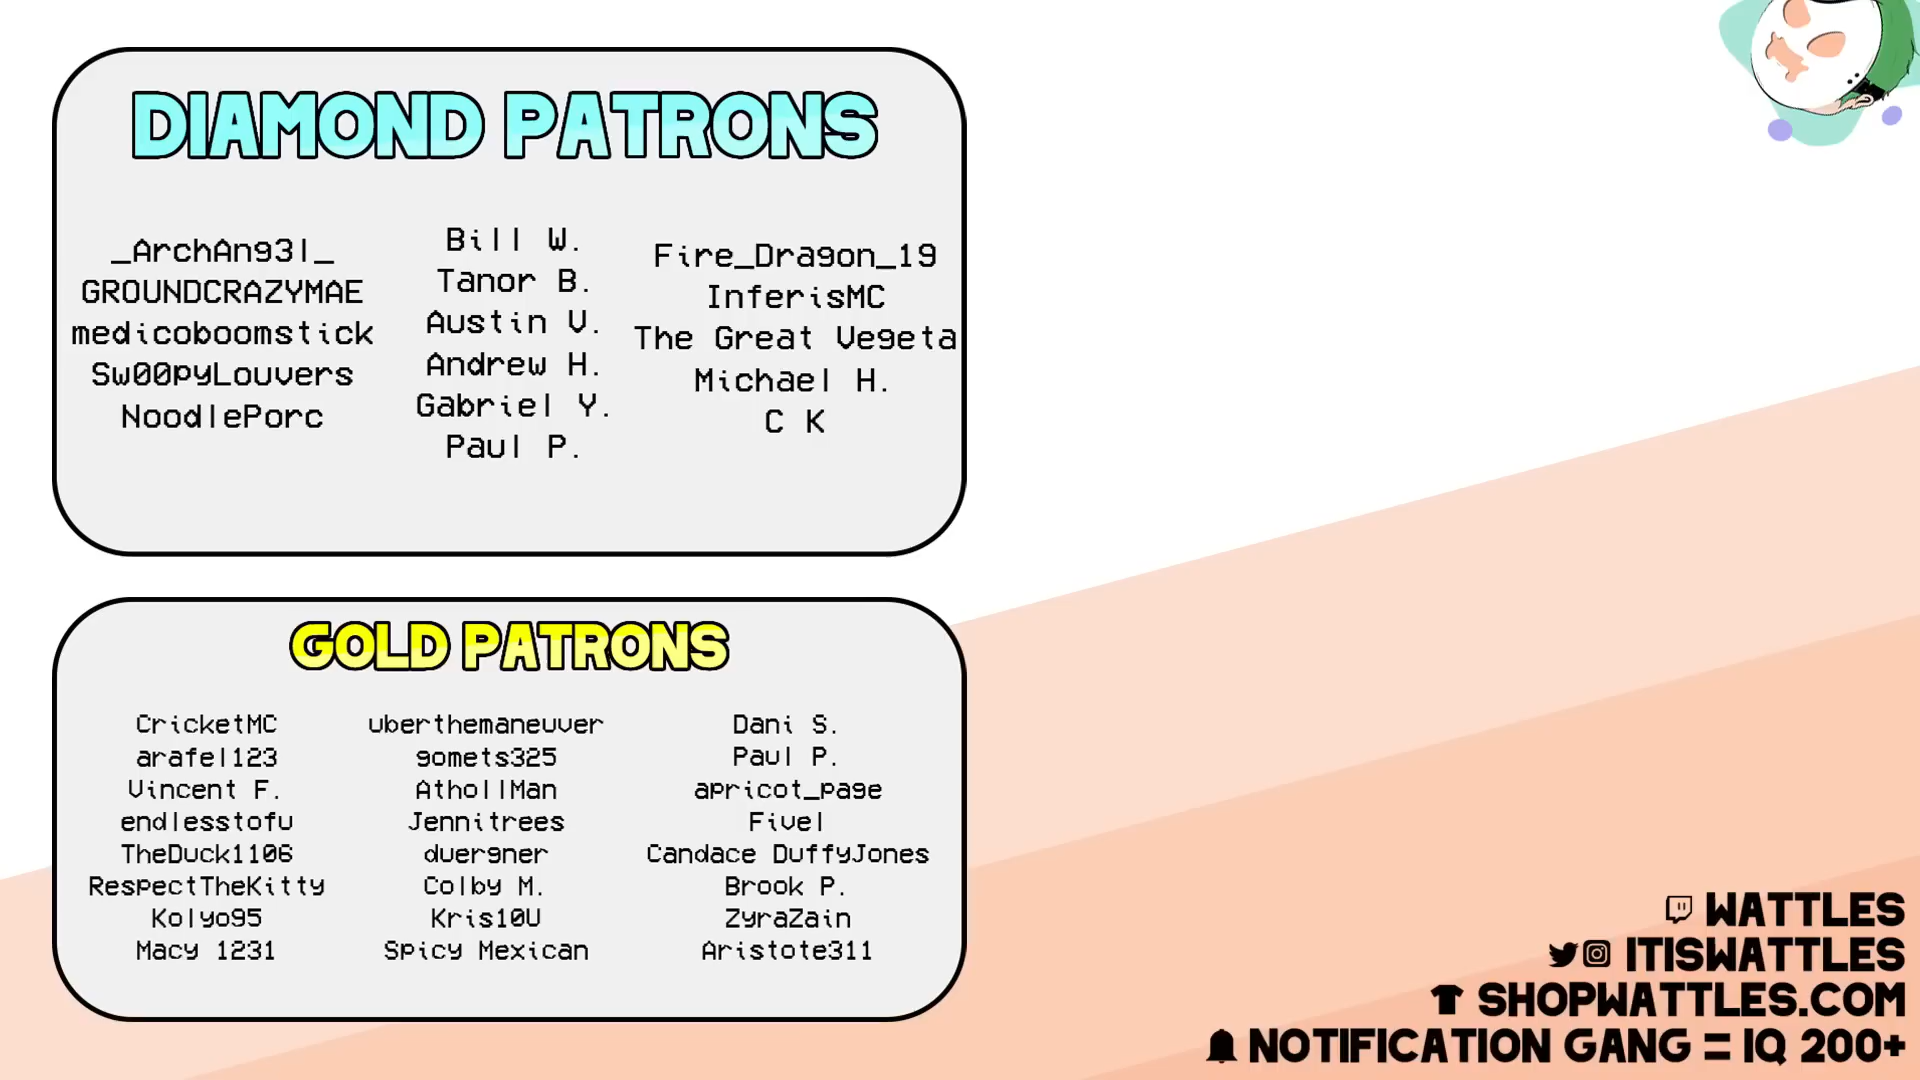 DIAMOND PATRONS
_ArchAng3l_
GROUNDCRAZYMAE
medicoboomstick
Sw00pyLouvers
NoodlePorc
Bill W.
Tanor B.
Austin V.
Andrew H.
Gabriel Y.
Paul P.
Fire_Dragon_19
InferisMC
The Great Vegeta
Michael H.
C K
GOLD PATRONS
CricketMC
arafel123
Vincent F.
endlesstofu
TheDuck1106
RespectTheKitty
Kolyo95
Macy 1231
uberthemaneuver
gomets325
AthollMan
Jennitrees
duergner
Colby M.
Kris10U
Spicy Mexican
Dani S.
Paul P.
apricot_page
Fivel
Candace DuffyJones
Brook P.
ZyraZain
Aristote311
WATTLES
ITISWATTLES
SHOPWATTLES.COM
NOTIFICATION GANG = IQ 200+